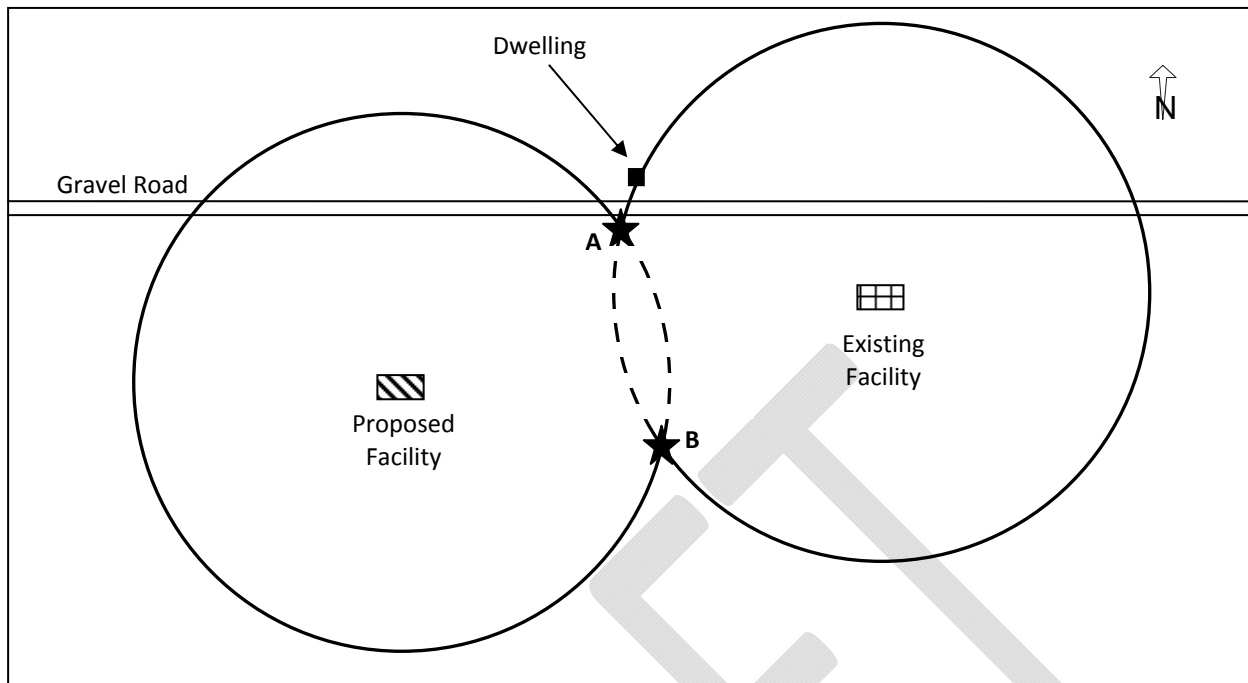 Dwelling
N
Gravel Road
A
Existing
Facility
Proposed
Facility
B